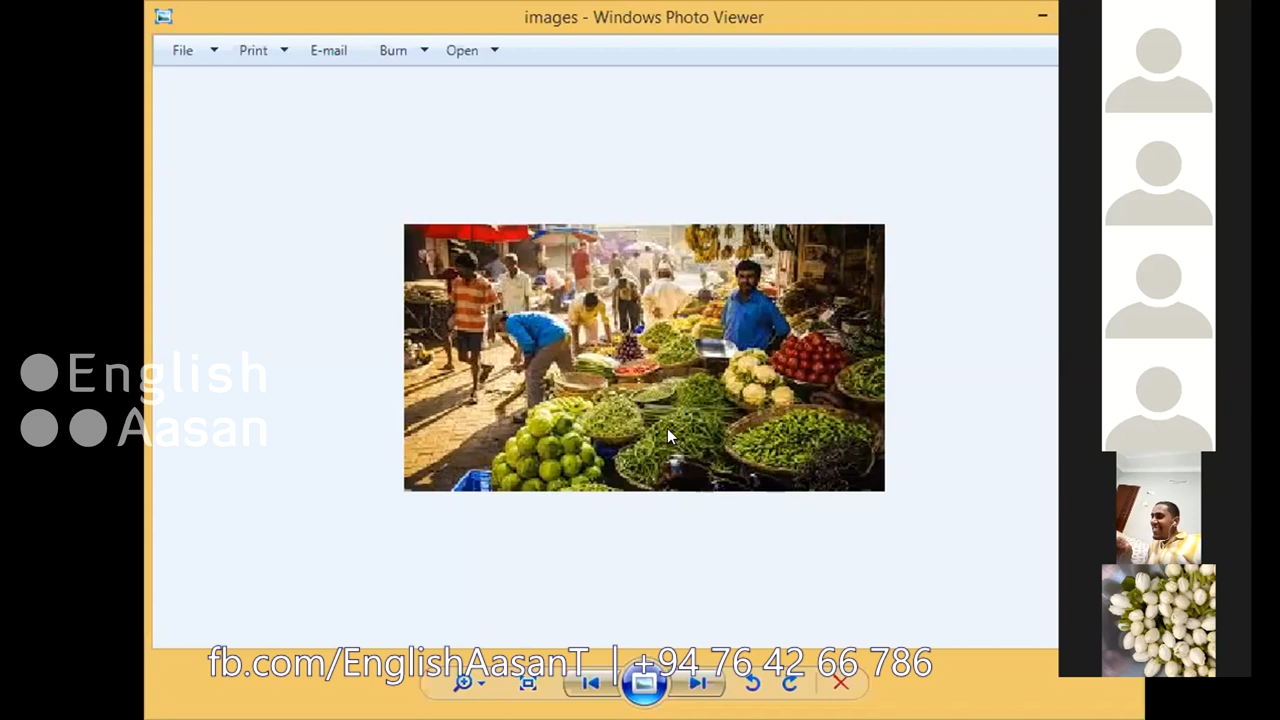 images - Windows Photo Viewer
File Print E-mail Burn Open
English
Aasan
fb.com/EnglishAasanT | +94 76 42 66 786